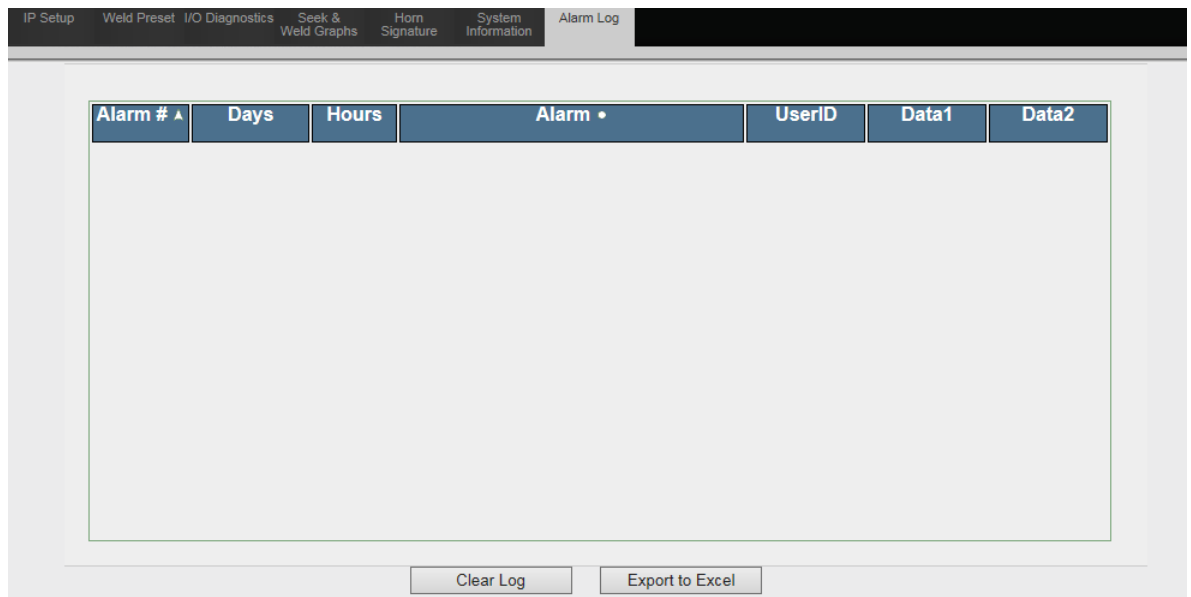 IP Setup Weld Preset I/O Diagnostics Seek & Horn System Alarm Log
Weld Graphs Signature Information
Alarm # Days Hours Alarm • UserID Data1 Data2
Clear Log Export to Excel